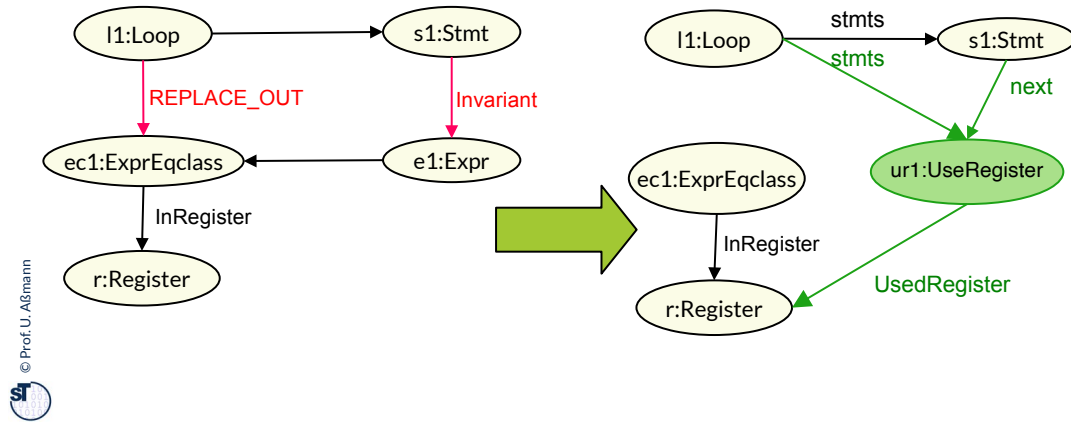 l1:Loop
s1:Stmt
REPLACE_OUT
Invariant
ec1:ExprEqclass
e1:Expr
InRegister
r:Register
stmts
l1:Loop
s1:Stmt
stmts
next
ec1:ExprEqclass
ur1:UseRegister
InRegister
UsedRegister
r:Register
© Prof. U. Aßmann
ST